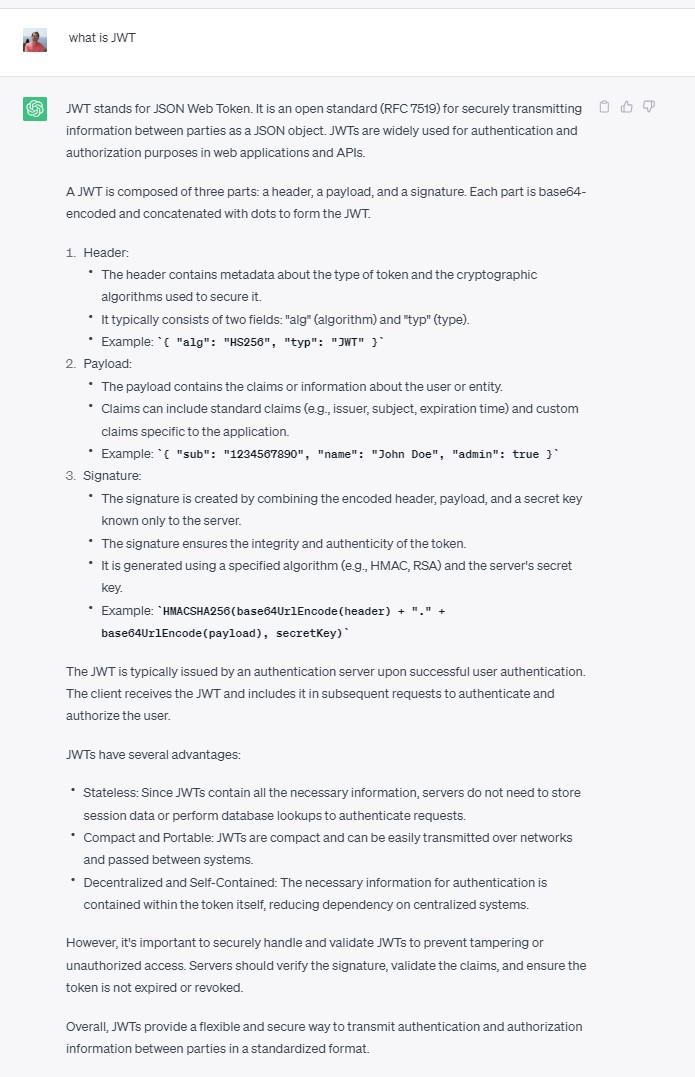 what is JWT
JWT stands for JSON Web Token. It is an open standard (RFC 7519) for securely transmitting
information between parties as a JSON object. JWTs are widely used for authentication and
authorization purposes in web applications and APIs.
A JWT is composed of three parts: a header, a payload, and a signature. Each part is base64-
encoded and concatenated with dots to form the JWT.
1. Header:
• The header contains metadata about the type of token and the cryptographic
algorithms used to secure it.
• It typically consists of two fields: "alg" (algorithm) and "typ" (type).
• Example: `{ "alg": "HS256", "typ": "JWT" }`
2. Payload:
• The payload contains the claims or information about the user or entity.
• Claims can include standard claims (e.g., issuer, subject, expiration time) and custom
claims specific to the application.
• Example: `{ "sub": "1234567890", "name": "John Doe", "admin": true }`
3. Signature:
• The signature is created by combining the encoded header, payload, and a secret key
known only to the server.
• The signature ensures the integrity and authenticity of the token.
• It is generated using a specified algorithm (e.g., HMAC, RSA) and the server's secret
key.
• Example: `HMACSHA256(base64UrlEncode(header) + "." +
base64UrlEncode(payload), secretKey)`
The JWT is typically issued by an authentication server upon successful user authentication.
The client receives the JWT and includes it in subsequent requests to authenticate and
authorize the user.
JWTs have several advantages:
• Stateless: Since JWTs contain all the necessary information, servers do not need to store
session data or perform database lookups to authenticate requests.
• Compact and Portable: JWTs are compact and can be easily transmitted over networks
and passed between systems.
• Decentralized and Self-Contained: The necessary information for authentication is
contained within the token itself, reducing dependency on centralized systems.
However, it's important to securely handle and validate JWTs to prevent tampering or
unauthorized access. Servers should verify the signature, validate the claims, and ensure the
token is not expired or revoked.
Overall, JWTs provide a flexible and secure way to transmit authentication and authorization
information between parties in a standardized format.